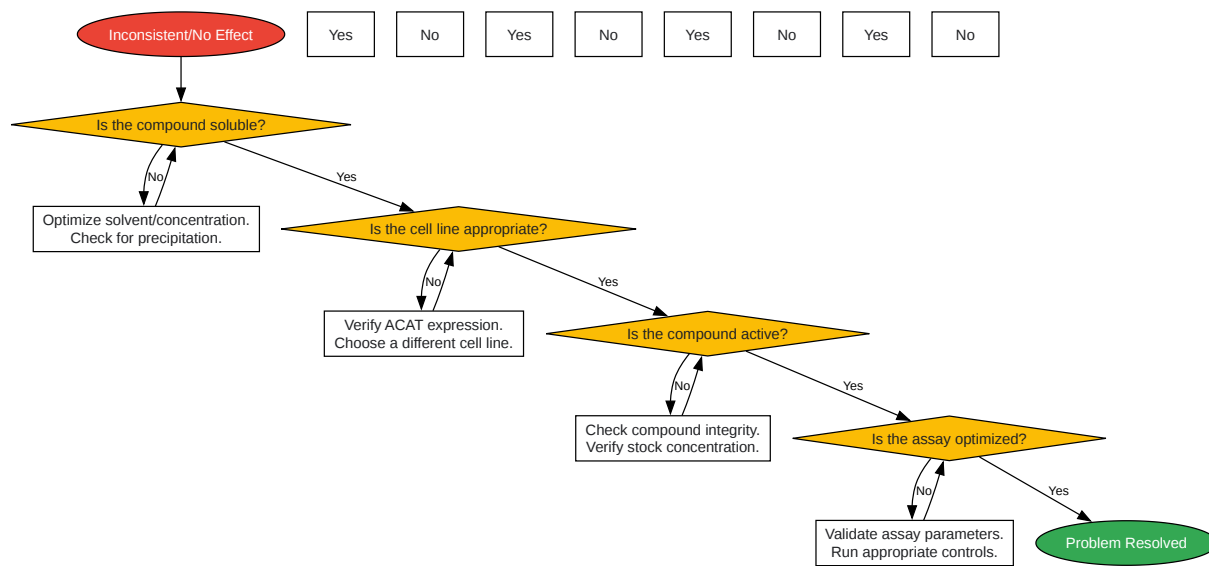 Inconsistent/No Effect
Yes
No
Yes
No
Yes
No
Yes
No
Is the compound soluble?
No
Yes
Optimize solvent/concentration.
Check for precipitation.
Is the cell line appropriate?
No
Yes
Verify ACAT expression.
Choose a different cell line.
Is the compound active?
No
Yes
Check compound integrity.
Verify stock concentration.
Is the assay optimized?
No
Yes
Validate assay parameters.
Run appropriate controls.
Problem Resolved